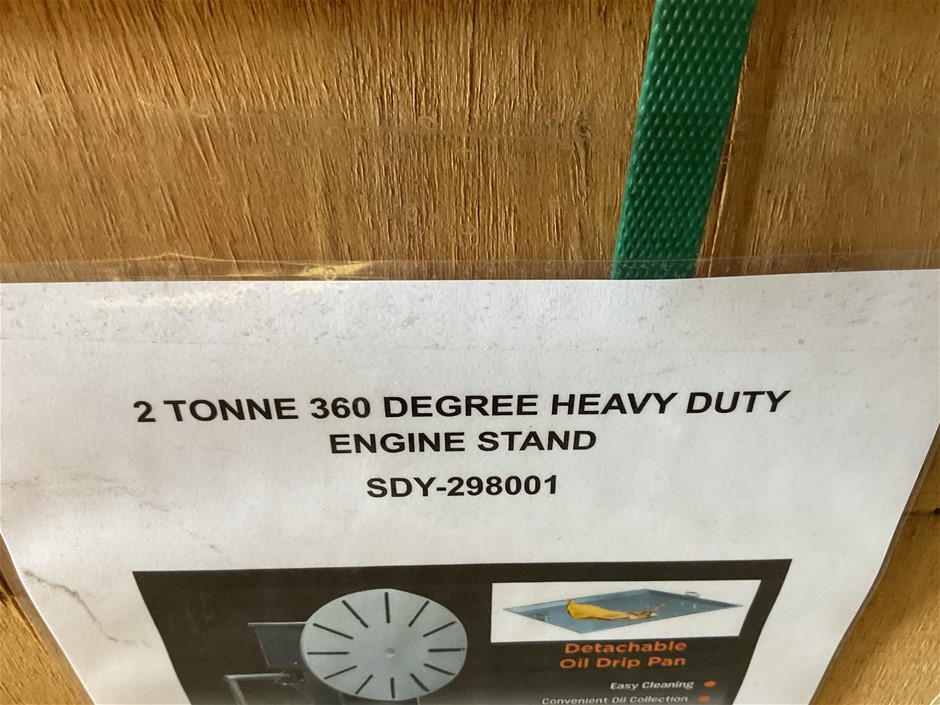 2 TONNE 360 DEGREE HEAVY DUTY
ENGINE STAND
SDY-298001
Detachable
Oil Drip Pan
Easy Cleaning
Convenient Oil Collection